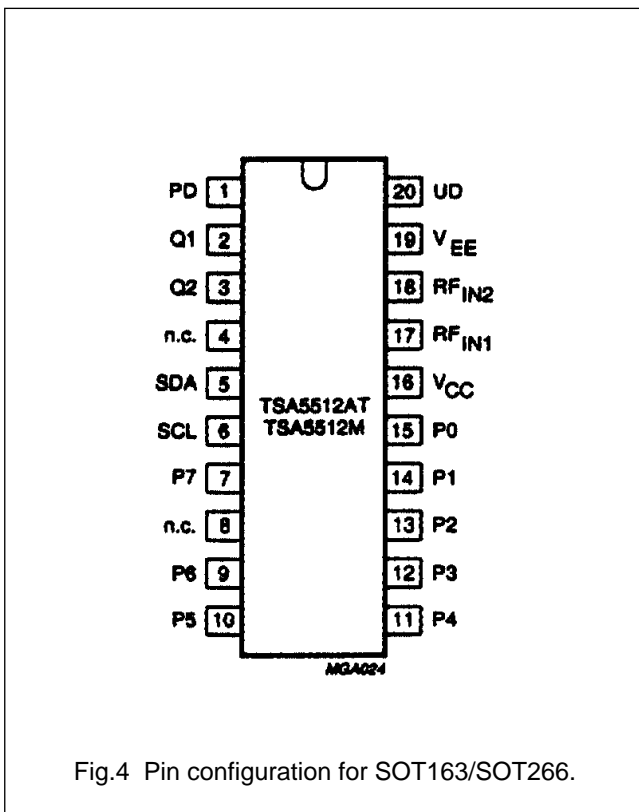 PD 1 20 UD
Q1 2 19 VEE
Q2 3 18 RFIN2
n.c. 4 17 RFIN1
SDA 5 16 VCC
TSA5512AT
SCL 6 TSA5512M 15 P0
P7 7 14 P1
n.c. 8 13 P2
P6 9 12 P3
P5 10 11 P4
MGA024
Fig.4 Pin configuration for SOT163/SOT266.